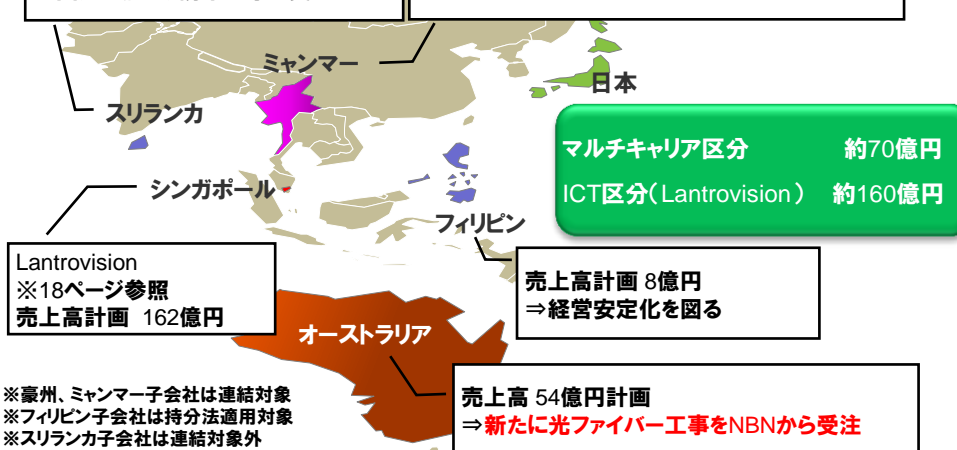 ミャンマー
日本
スリランカ
マルチキャリア区分 約70億円
ICT区分(Lantrovision) 約160億円
シンガポール
フィリピン
Lantrovision
※18ページ参照
売上高計画 162億円
売上高計画 8億円
⇒経営安定化を図る
オーストラリア
※豪州、ミャンマー子会社は連結対象
※フィリピン子会社は持分法適用対象
※スリランカ子会社は連結対象外
売上高 54億円計画
⇒新たに光ファイバー工事をNBNから受注